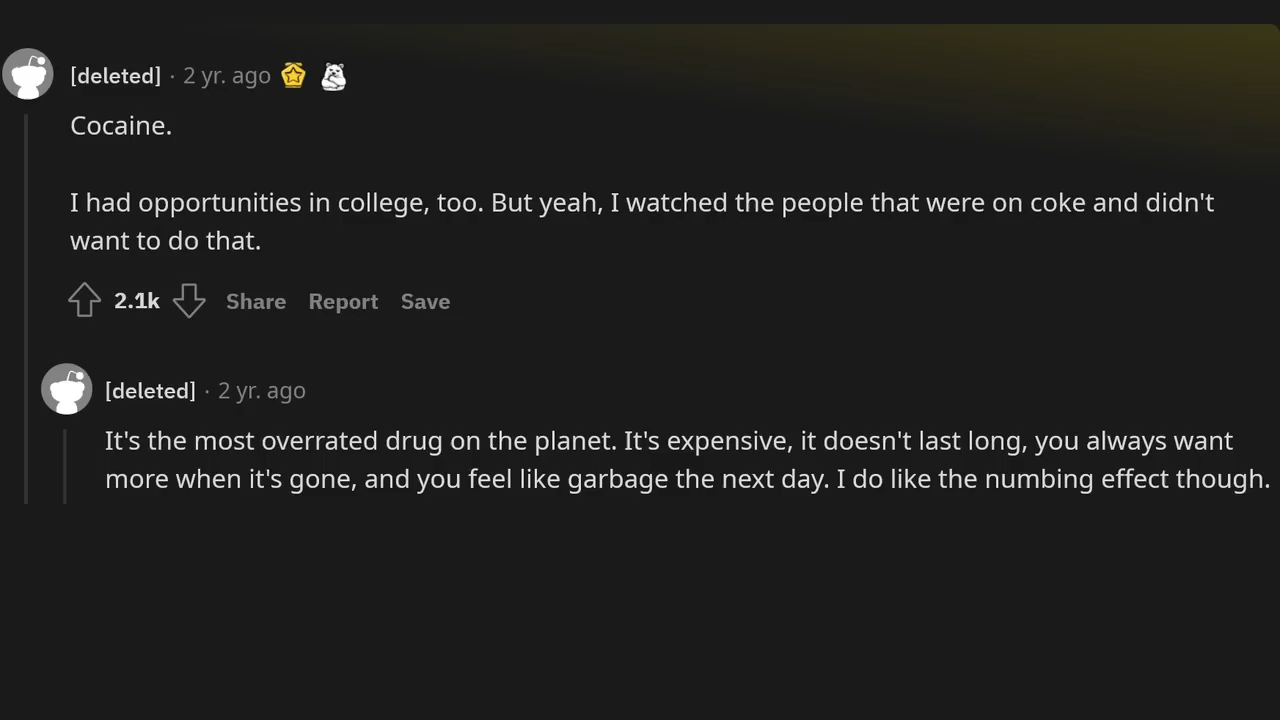 [deleted] · 2 yr. ago
Cocaine.
I had opportunities in college, too. But yeah, I watched the people that were on coke and didn't
want to do that.
2.1k Share Report Save
[deleted] · 2 yr. ago
It's the most overrated drug on the planet. It's expensive, it doesn't last long, you always want
more when it's gone, and you feel like garbage the next day. I do like the numbing effect though.